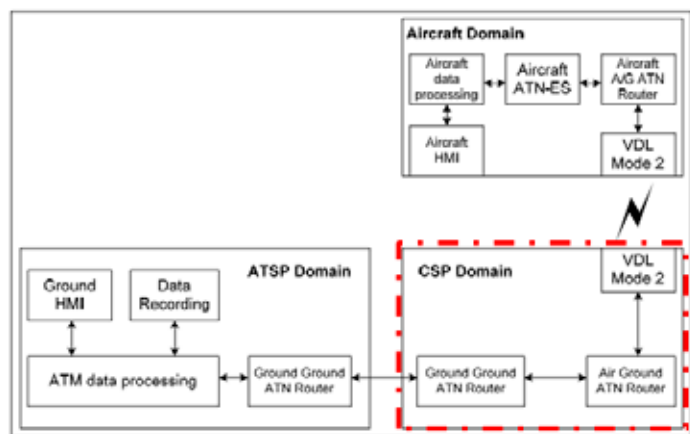 Aircraft Domain
Aircraft
data
processing
Aircraft
ATN-ES
Aircraft
A/G ATN
Router
Aircraft
HMI
VDL
Mode 2
ATSP Domain
Ground
HMI
Data
Recording
ATM data processing
Ground Ground
ATN Router
CSP Domain
VDL
Mode 2
Ground Ground
ATN Router
Air Ground
ATN Router